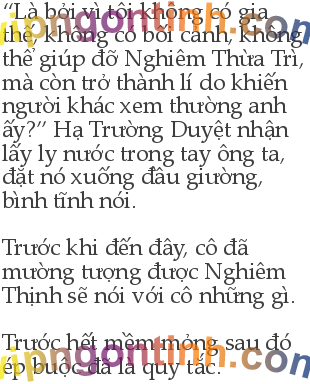 “Là bởi vì tôi không có gia
thế, không có bối cảnh, không
thể giúp đỡ Nghiêm Thừa Trì,
mà còn trở thành lí do khiến
người khác xem thường anh
ấy?” Hạ Trường Duyệt nhận
lấy ly nước trong tay ông ta,
đặt nó xuống đầu giường,
bình tĩnh nói.
Trước khi đến đây, cô đã
mường tượng được Nghiêm
Thịnh sẽ nói với cô những gì.
Trước hết mềm mỏng sau đó
ép buộc đã là quy tắc.
vipngontinh.com
vipngontinh.com